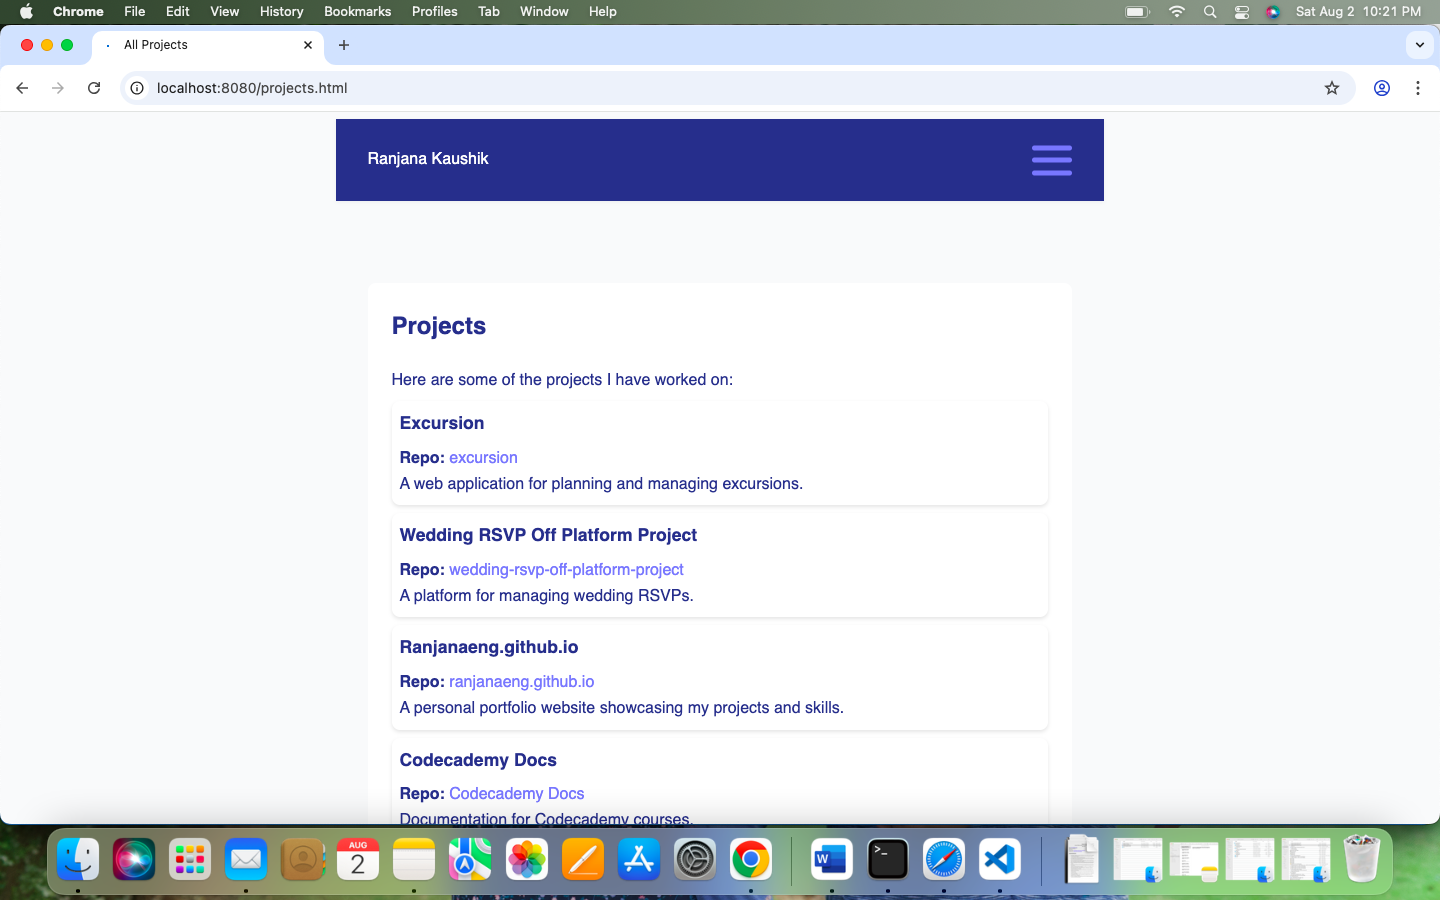 Chrome File Edit View History Bookmarks Profiles Tab Window Help Sat Aug 2 10:21 PM
All Projects
localhost:8080/projects.html
Ranjana Kaushik
Projects
Here are some of the projects I have worked on:
Excursion
Repo: excursion
A web application for planning and managing excursions.
Wedding RSVP Off Platform Project
Repo: wedding-rsvp-off-platform-project
A platform for managing wedding RSVPs.
Ranjanaeng.github.io
Repo: ranjanaeng.github.io
A personal portfolio website showcasing my projects and skills.
Codecademy Docs
Repo: Codecademy Docs
Documentation for Codecademy courses.
AUG
2
W
>_